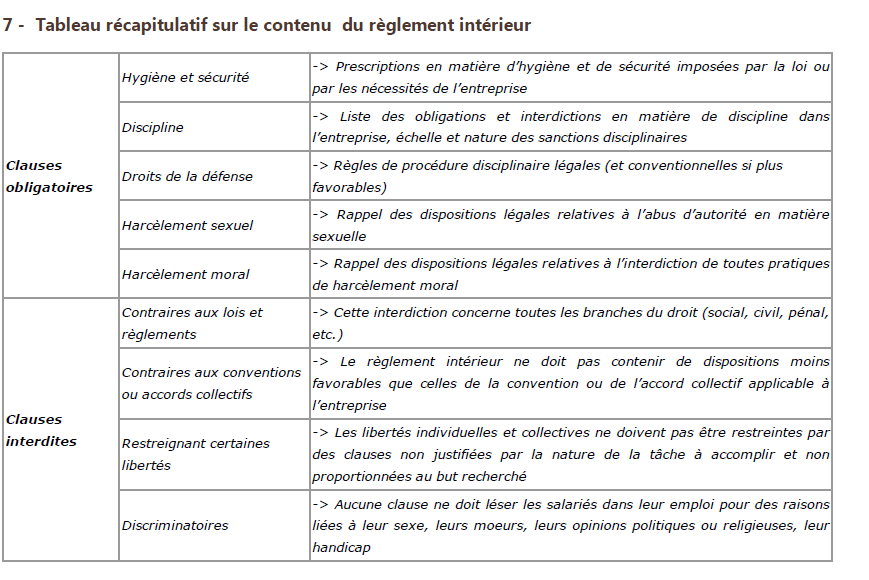 7 - Tableau récapitulatif sur le contenu du règlement intérieur
Clauses
obligatoires
Hygiène et sécurité
-> Prescriptions en matière d’hygiène et de sécurité imposées par la loi ou
par les nécessités de l’entreprise
Discipline
-> Liste des obligations et interdictions en matière de discipline dans
l’entreprise, échelle et nature des sanctions disciplinaires
Droits de la défense
-> Règles de procédure disciplinaire légales (et conventionnelles si plus
favorables)
Harcèlement sexuel
-> Rappel des dispositions légales relatives à l’abus d’autorité en matière
sexuelle
Harcèlement moral
-> Rappel des dispositions légales relatives à l’interdiction de toutes pratiques
de harcèlement moral
Clauses
interdites
Contraires aux lois et
règlements
-> Cette interdiction concerne toutes les branches du droit (social, civil, pénal,
etc.)
Contraires aux conventions
ou accords collectifs
-> Le règlement intérieur ne doit pas contenir de dispositions moins
favorables que celles de la convention ou de l’accord collectif applicable à
l’entreprise
Restreignant certaines
libertés
-> Les libertés individuelles et collectives ne doivent pas être restreintes par
des clauses non justifiées par la nature de la tâche à accomplir et non
proportionnées au but recherché
Discriminatoires
-> Aucune clause ne doit léser les salariés dans leur emploi pour des raisons
liées à leur sexe, leurs moeurs, leurs opinions politiques ou religieuses, leur
handicap